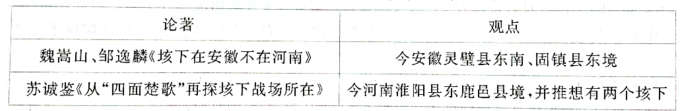 论著 观点
魏嵩山、邹逸麟《垓下在安徽不在河南》 今安徽灵璧县东南、固镇县东境
苏诚鉴《从“四面楚歌”再探垓下战场所在》 今河南淮阳县东鹿邑县境,并推想有两个垓下